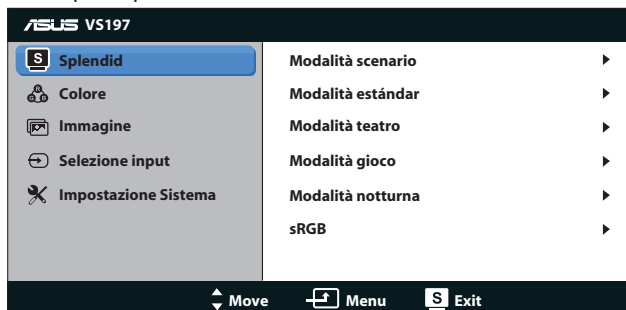 ASUS VS197
S Splendid
Colore
Immagine
Selezione input
Impostazione Sistema
Modalità scenario
Modalità estándar
Modalità teatro
Modalità gioco
Modalità notturna
sRGB
Move Menu S Exit